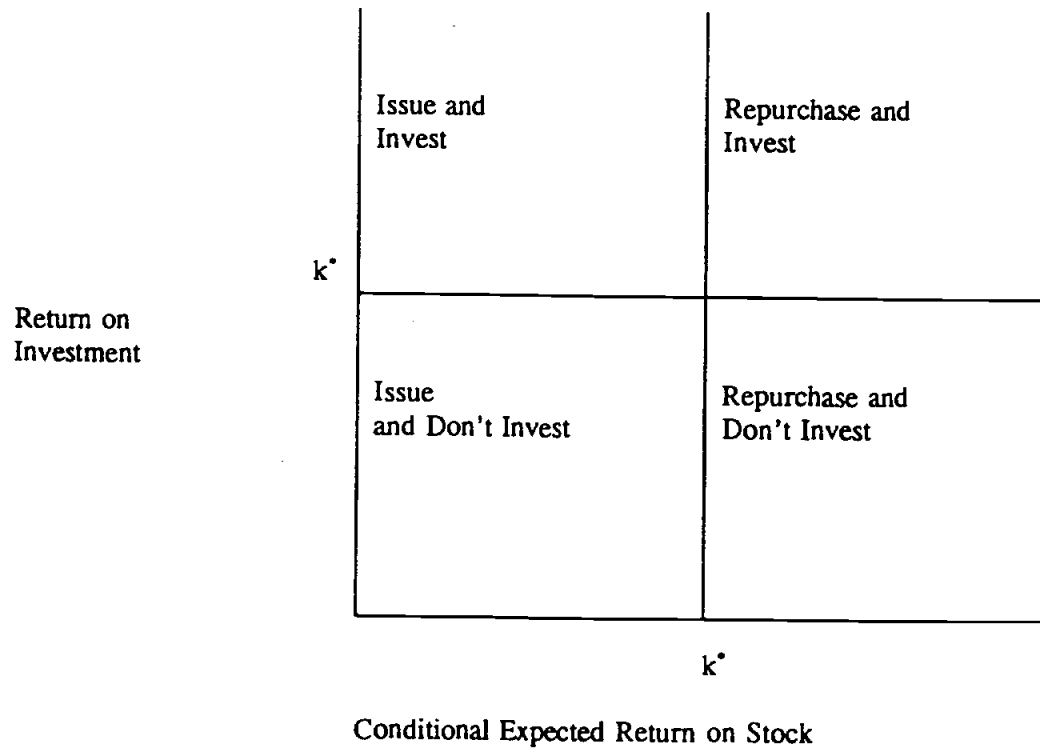 Issue and
Invest
Repurchase and
Invest
k*
Return on
Investment
Issue
and Don't Invest
Repurchase and
Don't Invest
k*
Conditional Expected Return on Stock